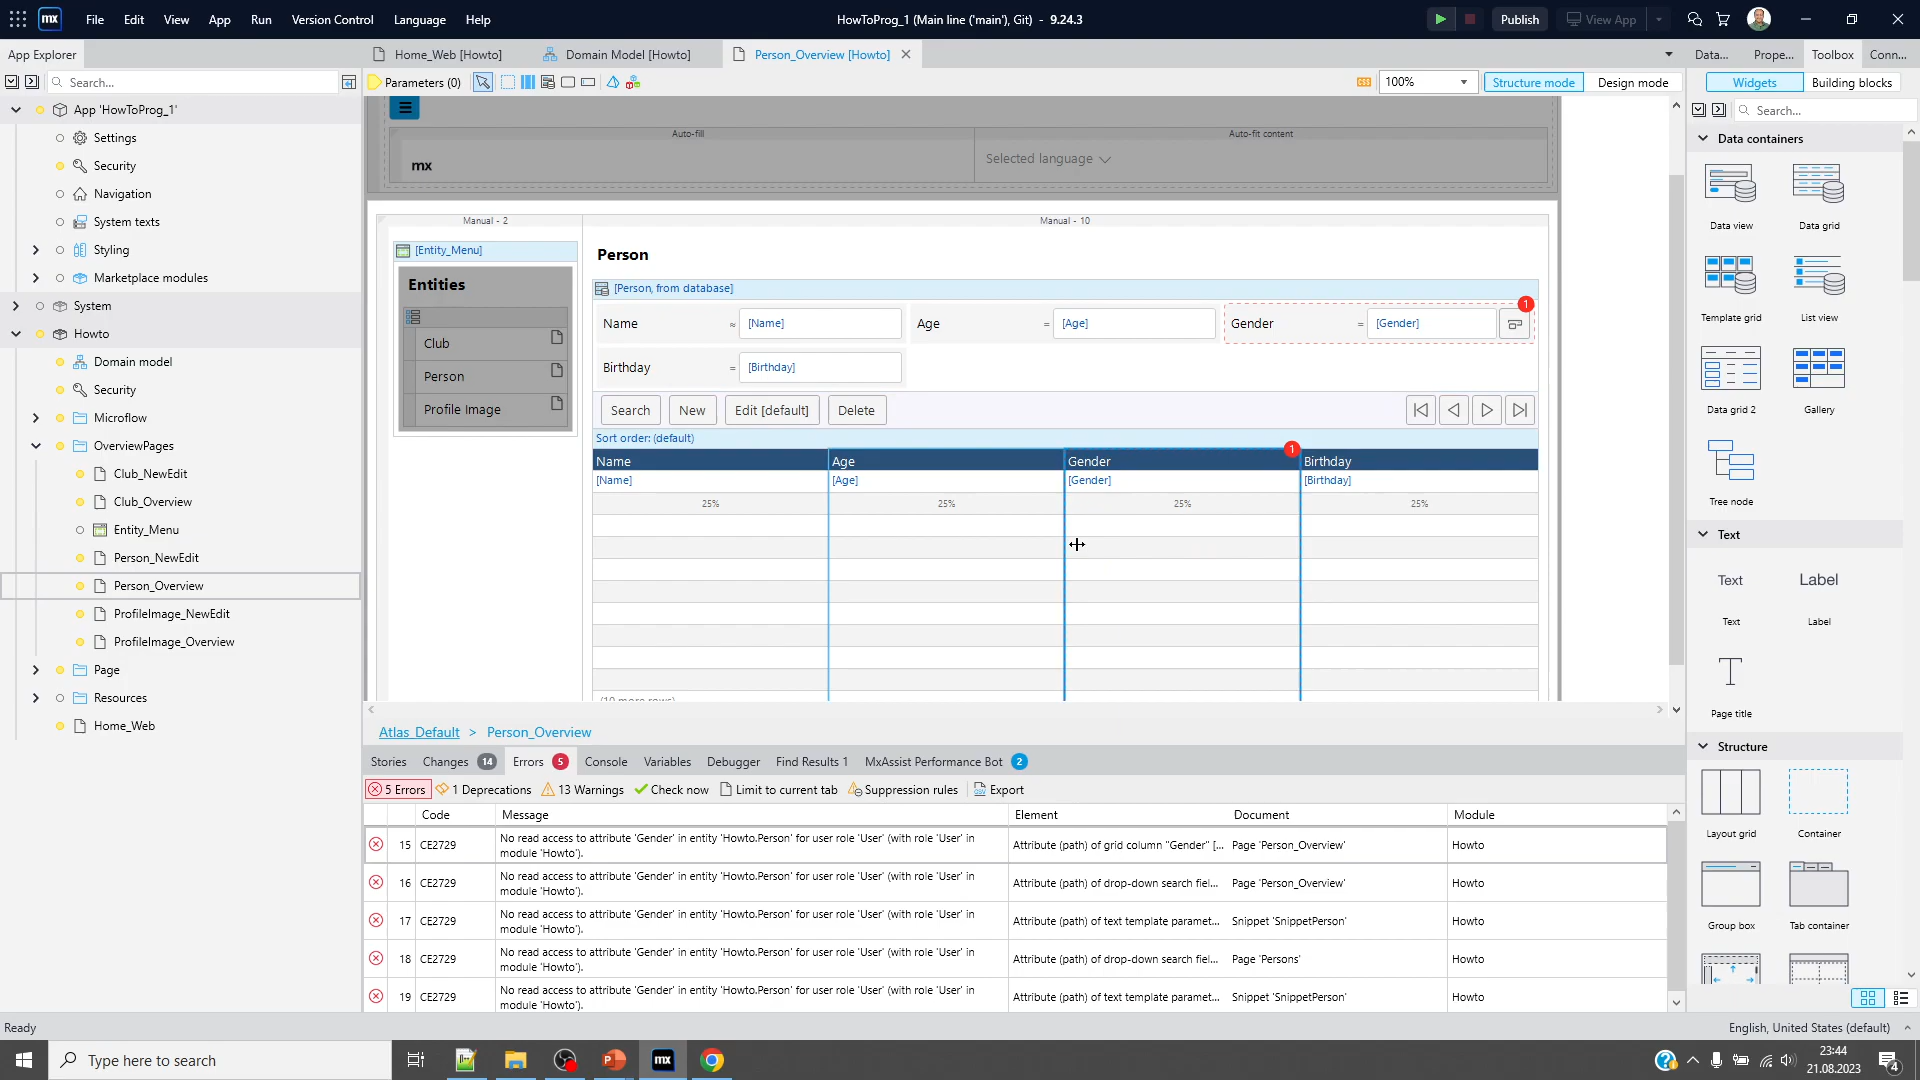 mx File Edit View App Run Version Control Language Help HowToProg_1 (Main line ('main'), Git) - 9.24.3 Publish View App
App Explorer Home_Web [Howto] Domain Model [Howto] Person_Overview [Howto] Data... Prope... Toolbox Conn...
Search... Parameters (0) 100% Structure mode Design mode Widgets Building blocks
Search...
App 'HowToProg_1'
Settings
Security
Navigation
System texts
Styling
Marketplace modules
System
Howto
Domain model
Security
Microflow
OverviewPages
Club_NewEdit
Club_Overview
Entity_Menu
Person_NewEdit
Person_Overview
ProfileImage_NewEdit
ProfileImage_Overview
Page
Resources
Home_Web
Auto-fill Auto-fit content
mx Selected language
Manual - 2 Manual - 10
[Entity_Menu]
Entities
Club
Person
Profile Image
Person
[Person, from database]
1
Name ≈ [Name] Age = [Age] Gender = [Gender]
Birthday = [Birthday]
Search New Edit [default] Delete
Sort order: (default)
1
Name Age Gender Birthday
[Name] [Age] [Gender] [Birthday]
25% 25% 25% 25%
(10 more rows)
Atlas_Default > Person_Overview
Stories Changes 14 Errors 5 Console Variables Debugger Find Results 1 MxAssist Performance Bot 2
5 Errors 1 Deprecations 13 Warnings Check now Limit to current tab Suppression rules Export
Code Message Element Document Module
15 CE2729 No read access to attribute 'Gender' in entity 'Howto.Person' for user role 'User' (with role 'User' in module 'Howto'). Attribute (path) of grid column "Gender" [... Page 'Person_Overview' Howto
16 CE2729 No read access to attribute 'Gender' in entity 'Howto.Person' for user role 'User' (with role 'User' in module 'Howto'). Attribute (path) of drop-down search fiel... Page 'Person_Overview' Howto
17 CE2729 No read access to attribute 'Gender' in entity 'Howto.Person' for user role 'User' (with role 'User' in module 'Howto'). Attribute (path) of text template paramet... Snippet 'SnippetPerson' Howto
18 CE2729 No read access to attribute 'Gender' in entity 'Howto.Person' for user role 'User' (with role 'User' in module 'Howto'). Attribute (path) of drop-down search fiel... Page 'Persons' Howto
19 CE2729 No read access to attribute 'Gender' in entity 'Howto.Person' for user role 'User' (with role 'User' in module 'Howto'). Attribute (path) of text template paramet... Snippet 'SnippetPerson' Howto
Data containers
Data view Data grid
Template grid List view
Data grid 2 Gallery
Tree node
Text
Text Label
Text Label
Page title
Structure
Layout grid Container
Group box Tab container
Ready English, United States (default)
Type here to search mx 23:44
21.08.2023
4